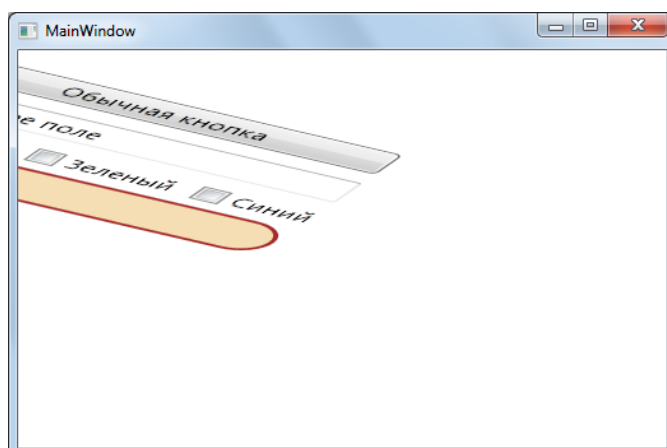 MainWindow
Обычная кнопка
поле
Зеленый
Синий